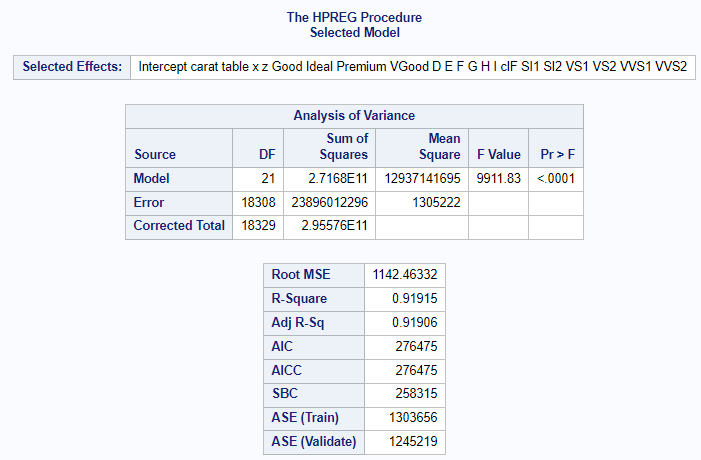 The HPREG Procedure
Selected Model
Selected Effects: Intercept carat table x z Good Ideal Premium VGood D E F G H I cIF SI1 SI2 VS1 VS2 VVS1 VVS2
Analysis of Variance
Source DF Sum of Squares Mean Square F Value Pr > F
Model 21 2.7168E11 12937141695 9911.83 <.0001
Error 18308 23896012296 1305222
Corrected Total 18329 2.95576E11
Root MSE 1142.46332
R-Square 0.91915
Adj R-Sq 0.91906
AIC 276475
AICC 276475
SBC 258315
ASE (Train) 1303656
ASE (Validate) 1245219